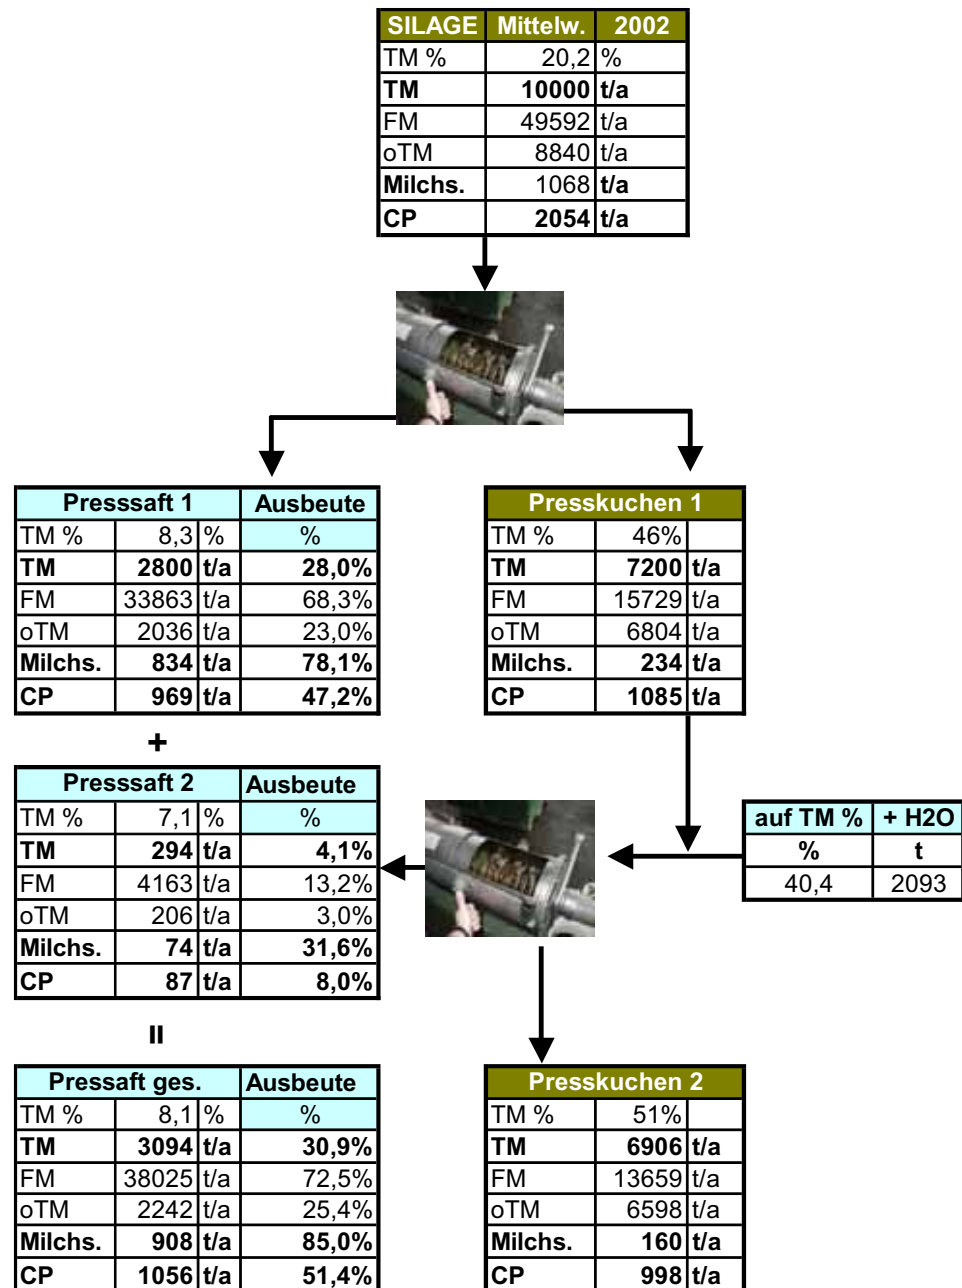 SILAGE Mittelw. 2002
TM % 20,2 %
TM 10000 t/a
FM 49592 t/a
oTM 8840 t/a
Milchs. 1068 t/a
CP 2054 t/a
Presssaft 1 Ausbeute
TM % 8,3 % %
TM 2800 t/a 28,0%
FM 33863 t/a 68,3%
oTM 2036 t/a 23,0%
Milchs. 834 t/a 78,1%
CP 969 t/a 47,2%
Presskuchen 1
TM % 46%
TM 7200 t/a
FM 15729 t/a
oTM 6804 t/a
Milchs. 234 t/a
CP 1085 t/a
+
Presssaft 2 Ausbeute
TM % 7,1 % %
TM 294 t/a 4,1%
FM 4163 t/a 13,2%
oTM 206 t/a 3,0%
Milchs. 74 t/a 31,6%
CP 87 t/a 8,0%
auf TM % + H2O
% t
40,4 2093
=
Pressaft ges. Ausbeute
TM % 8,1 % %
TM 3094 t/a 30,9%
FM 38025 t/a 72,5%
oTM 2242 t/a 25,4%
Milchs. 908 t/a 85,0%
CP 1056 t/a 51,4%
Presskuchen 2
TM % 51%
TM 6906 t/a
FM 13659 t/a
oTM 6598 t/a
Milchs. 160 t/a
CP 998 t/a